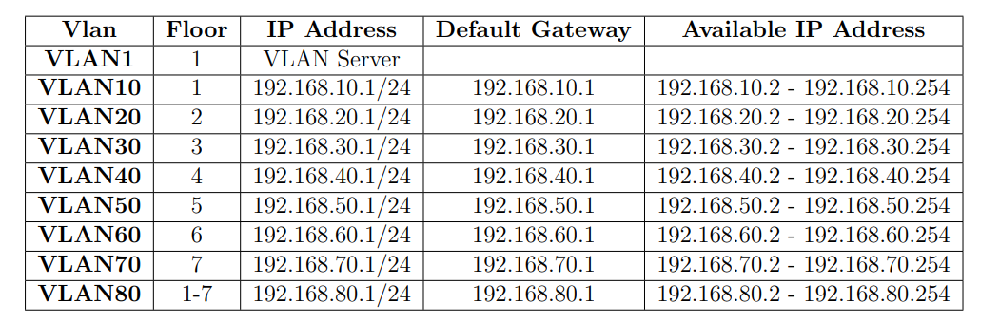 Vlan Floor IP Address Default Gateway Available IP Address
VLAN1 1 VLAN Server
VLAN10 1 192.168.10.1/24 192.168.10.1 192.168.10.2 - 192.168.10.254
VLAN20 2 192.168.20.1/24 192.168.20.1 192.168.20.2 - 192.168.20.254
VLAN30 3 192.168.30.1/24 192.168.30.1 192.168.30.2 - 192.168.30.254
VLAN40 4 192.168.40.1/24 192.168.40.1 192.168.40.2 - 192.168.40.254
VLAN50 5 192.168.50.1/24 192.168.50.1 192.168.50.2 - 192.168.50.254
VLAN60 6 192.168.60.1/24 192.168.60.1 192.168.60.2 - 192.168.60.254
VLAN70 7 192.168.70.1/24 192.168.70.1 192.168.70.2 - 192.168.70.254
VLAN80 1-7 192.168.80.1/24 192.168.80.1 192.168.80.2 - 192.168.80.254